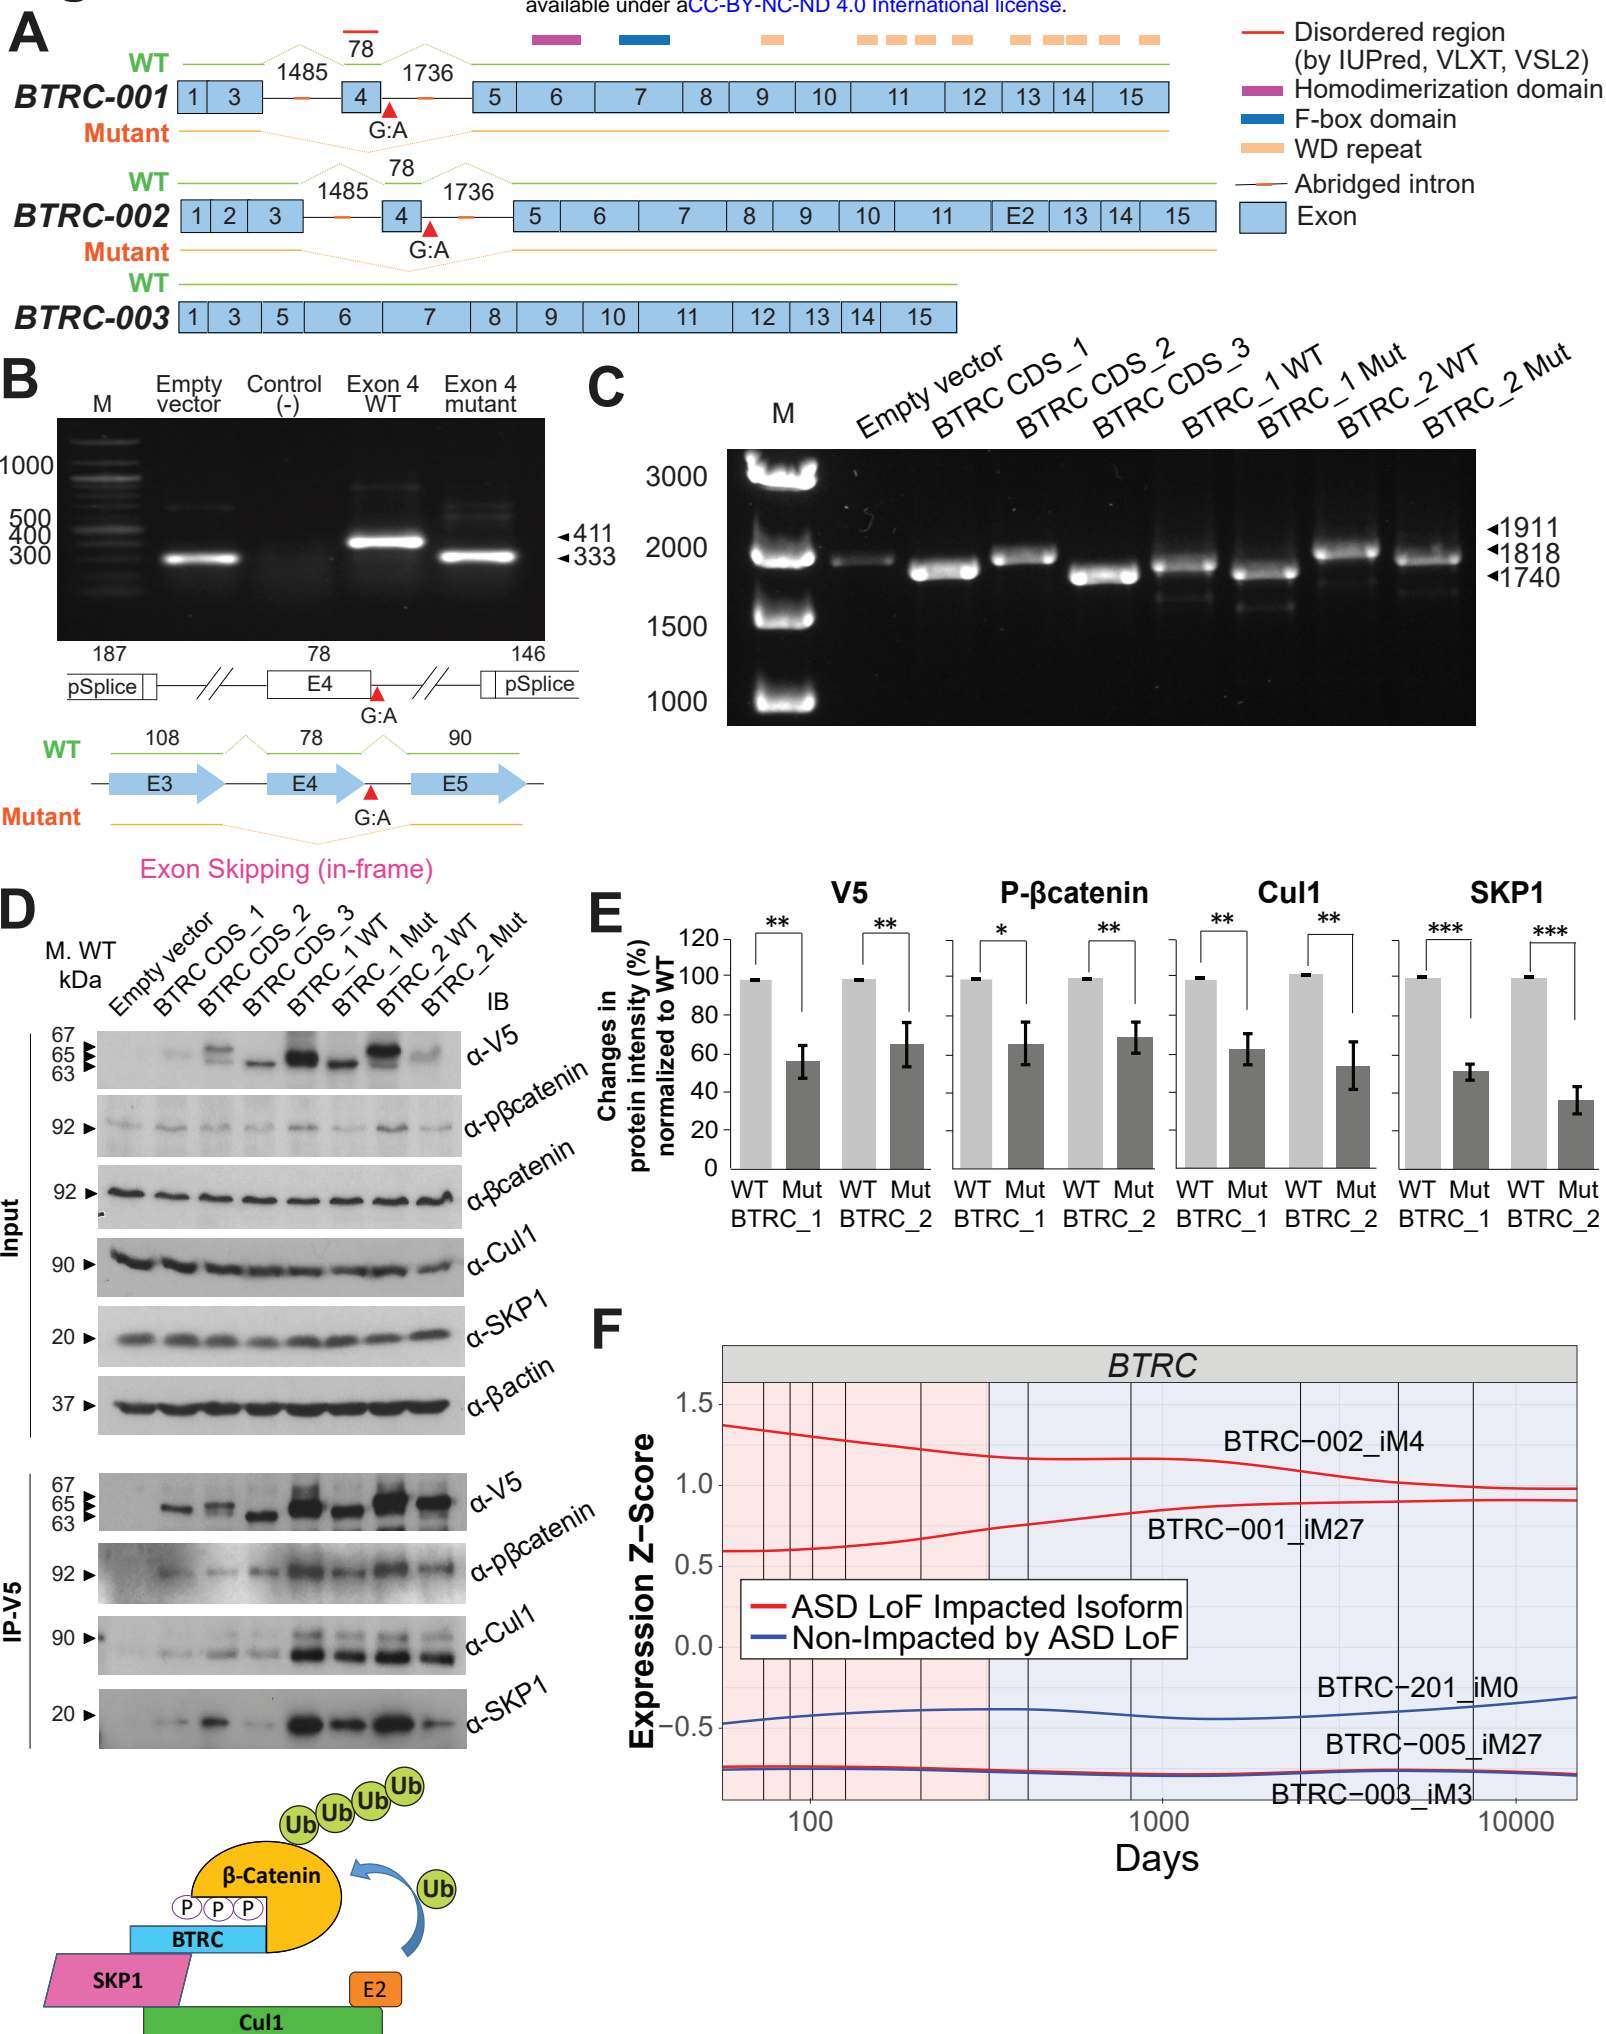 available under aCC-BY-NC-ND 4.0 International license.
A
WT
78
1485
1736
BTRC-001
1 3 4 5 6 7 8 9 10 11 12 13 14 15
G:A
Mutant
WT
78
1485
1736
BTRC-002
1 2 3 4 5 6 7 8 9 10 11 E2 13 14 15
G:A
Mutant
WT
BTRC-003
1 3 5 6 7 8 9 10 11 12 13 14 15
Disordered region
(by IUPred, VLXT, VSL2)
Homodimerization domain
F-box domain
WD repeat
Abridged intron
Exon
B
M
Empty vector
Control (-)
Exon 4 WT
Exon 4 mutant
1000
500
400
300
411
333
187 78 146
pSplice E4 pSplice
G:A
WT
108 78 90
E3 E4 E5
G:A
Mutant
Exon Skipping (in-frame)
C
M
Empty vector
BTRC CDS_1
BTRC CDS_2
BTRC CDS_3
BTRC_1 WT
BTRC_1 Mut
BTRC_2 WT
BTRC_2 Mut
3000
2000
1500
1000
1911
1818
1740
D
M. WT
kDa
Empty vector
BTRC CDS_1
BTRC CDS_2
BTRC CDS_3
BTRC_1 WT
BTRC_1 Mut
BTRC_2 WT
BTRC_2 Mut
IB
Input
67
65
63
α-V5
92
α-pβcatenin
92
α-βcatenin
90
α-Cul1
20
α-SKP1
37
α-βactin
IP-V5
67
65
63
α-V5
92
α-pβcatenin
90
α-Cul1
20
α-SKP1
Ub Ub Ub Ub
β-Catenin
Ub
P P P
BTRC
SKP1
E2
Cul1
E
V5 P-βcatenin Cul1 SKP1
Changes in
protein intensity (%)
normalized to WT
120
100
80
60
40
20
0
** ** * ** ** ** *** ***
WT Mut WT Mut WT Mut WT Mut WT Mut WT Mut WT Mut WT Mut
BTRC_1 BTRC_2 BTRC_1 BTRC_2 BTRC_1 BTRC_2 BTRC_1 BTRC_2
F
BTRC
Expression Z−Score
1.5
1.0
0.5
0.0
−0.5
BTRC−002_iM4
BTRC−001_iM27
ASD LoF Impacted Isoform
Non-Impacted by ASD LoF
BTRC−201_iM0
BTRC−005_iM27
BTRC−003_iM3
100 1000 10000
Days